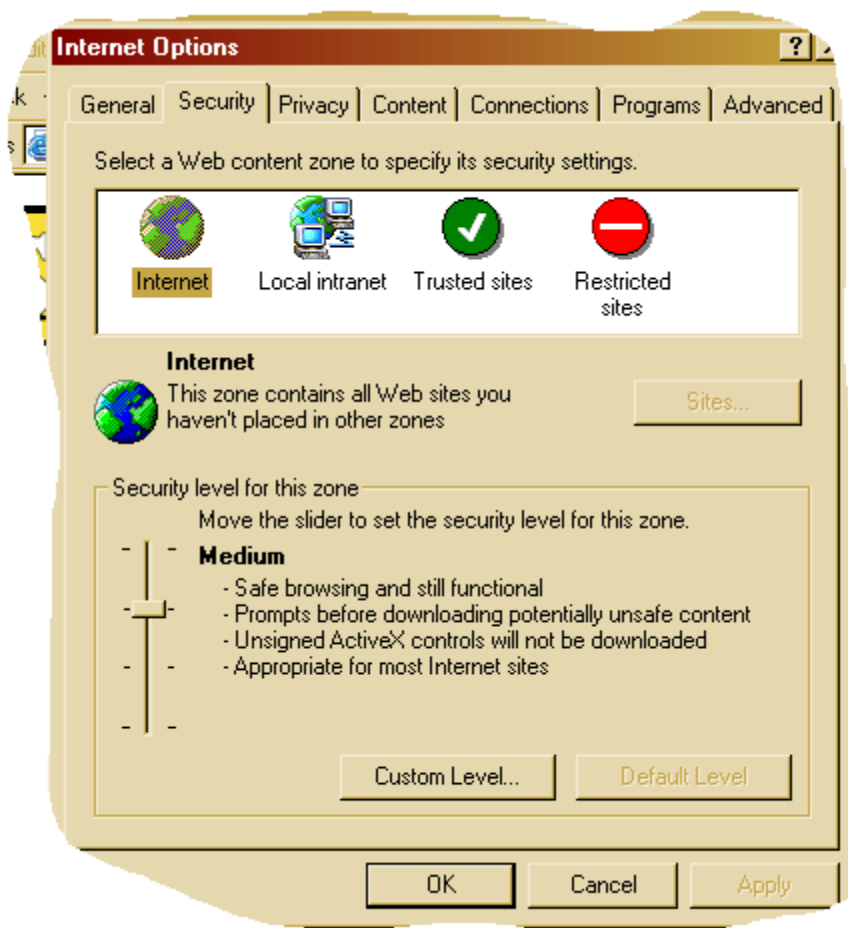 Internet Options
General Security Privacy Content Connections Programs Advanced
Select a Web content zone to specify its security settings.
Internet Local intranet Trusted sites Restricted
sites
Internet
This zone contains all Web sites you
haven't placed in other zones
Sites...
Security level for this zone
Move the slider to set the security level for this zone.
Medium
- Safe browsing and still functional
- Prompts before downloading potentially unsafe content
- Unsigned ActiveX controls will not be downloaded
- Appropriate for most Internet sites
Custom Level... Default Level
OK Cancel Apply